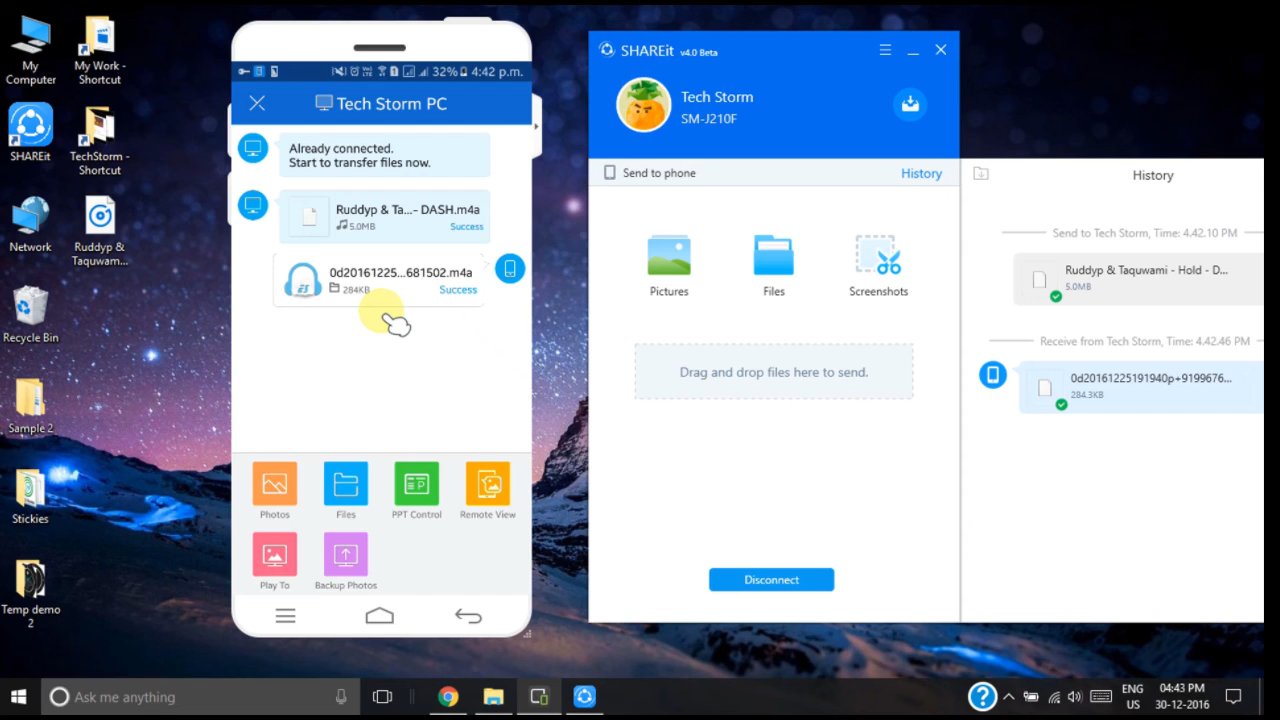 My
Computer
My Work -
Shortcut
SHAREit
TechStorm -
Shortcut
Network
Ruddyp &
Taquwam...
Recycle Bin
Sample 2
Stickies
Temp demo
2
32% 4:42 p.m.
Tech Storm PC
Already connected.
Start to transfer files now.
Ruddyp & Ta...- DASH.m4a
5.0MB
Success
0d20161225...681502.m4a
284KB
Success
Photos
Files
PPT Control
Remote View
Play To
Backup Photos
SHAREit v4.0 Beta
Tech Storm
SM-J210F
Send to phone
History
Pictures
Files
Screenshots
Drag and drop files here to send.
Disconnect
History
Send to Tech Storm, Time: 4.42.10 PM
Ruddyp & Taquwami - Hold - D...
5.0MB
Receive from Tech Storm, Time: 4.42.46 PM
0d20161225191940p+9199676...
284.3KB
Ask me anything
ENG
US
04:43 PM
30-12-2016